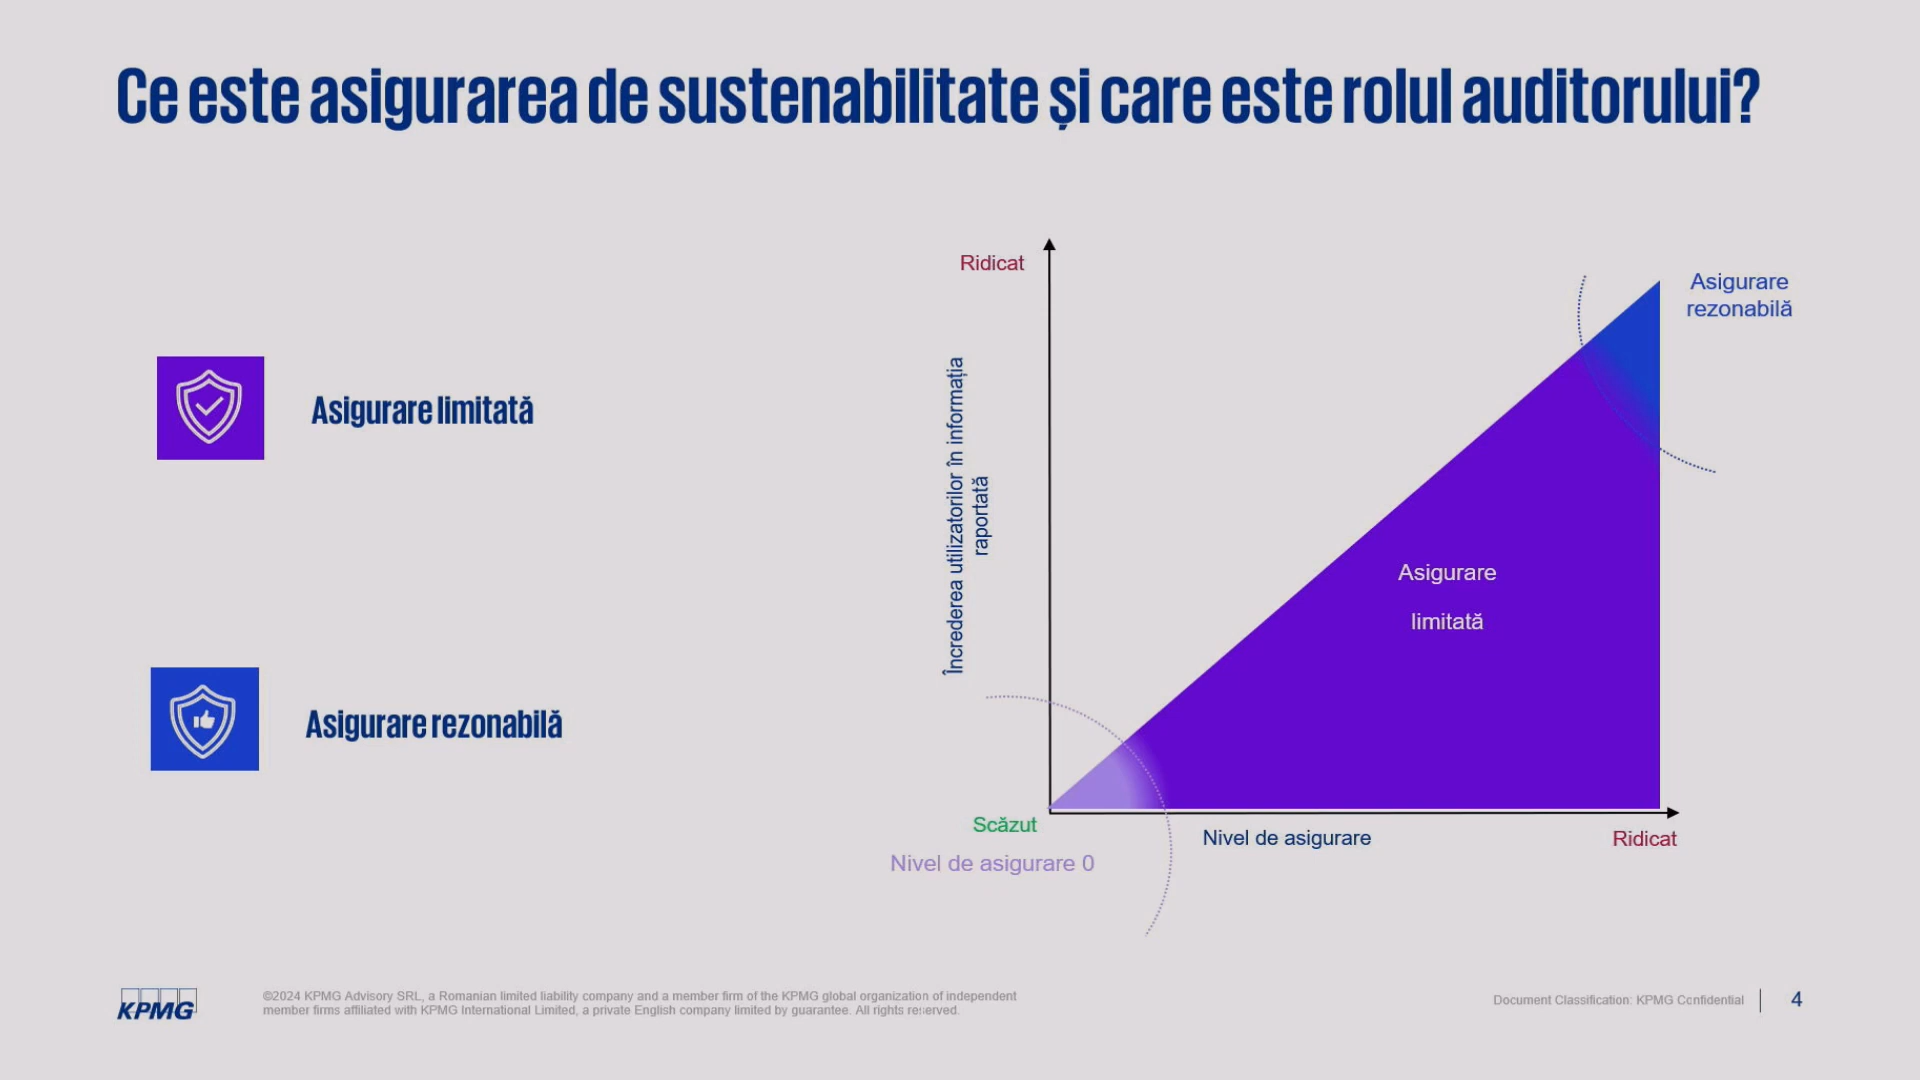 Ce este asigurarea de sustenabilitate și care este rolul auditorului?
Asigurare limitată
Asigurare rezonabilă
Ridicat
Încrederea utilizatorilor în informația
raportată
Asigurare
rezonabilă
Asigurare
limitată
Scăzut
Nivel de asigurare
Ridicat
Nivel de asigurare 0
KPMG
©2024 KPMG Advisory SRL, a Romanian limited liability company and a member firm of the KPMG global organization of independent
member firms affiliated with KPMG International Limited, a private English company limited by guarantee. All rights reserved.
Document Classification: KPMG Confidential
4